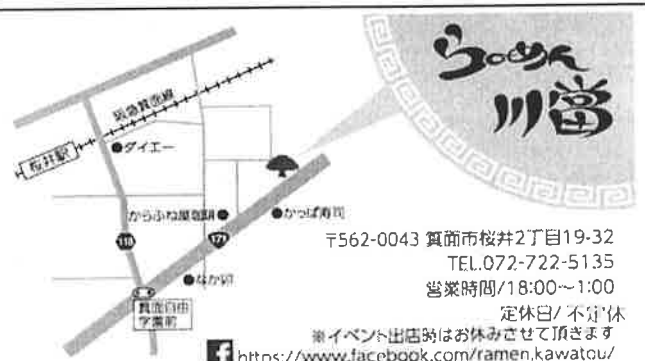 らーめん
川當
阪急箕面線
桜井駅
●ダイエー
からふね屋珈琲●
●かっぱ寿司
118
171
●なか卯
箕面自由
学園前
〒562-0043 箕面市桜井2丁目19-32
TEL.072-722-5135
営業時間/18:00〜1:00
定休日/不定休
※イベント出店時はお休みさせて頂きます
f https://www.facebook.com/ramen.kawatou/